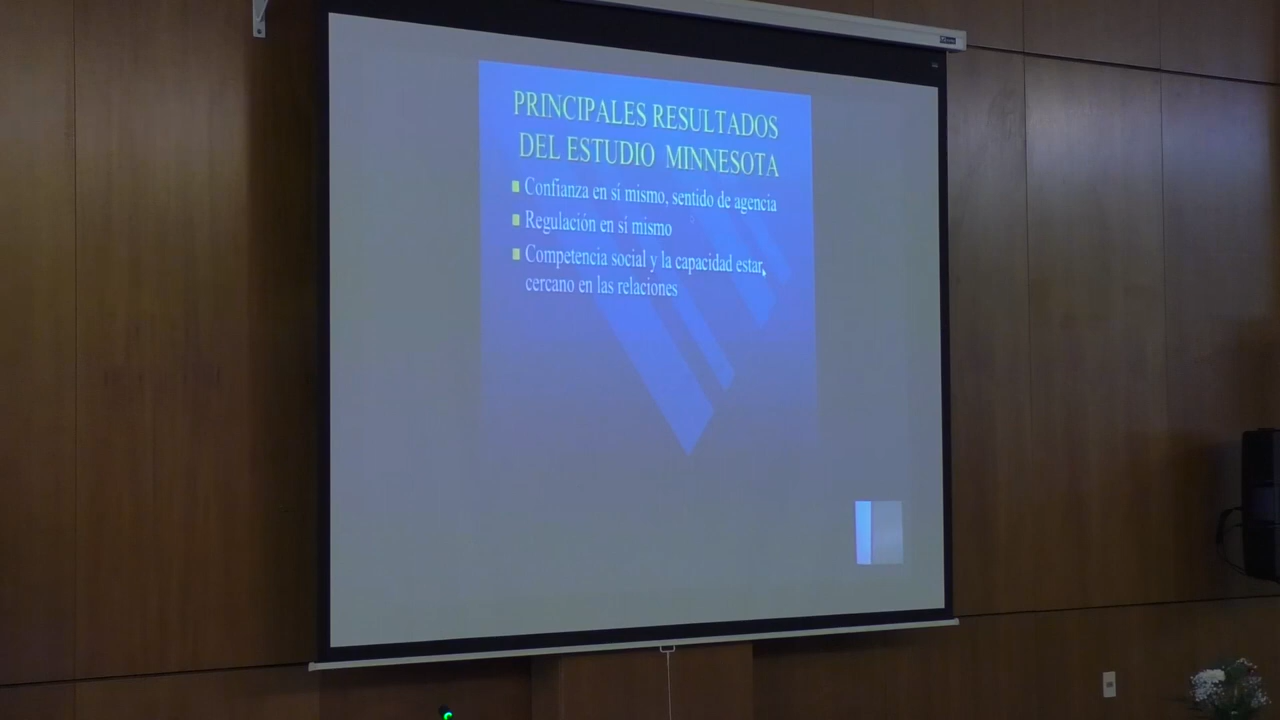 PRINCIPALES RESULTADOS
DEL ESTUDIO MINNESOTA
Confianza en sí mismo, sentido de agencia
Regulación en sí mismo
Competencia social y la capacidad estar
cercano en las relaciones